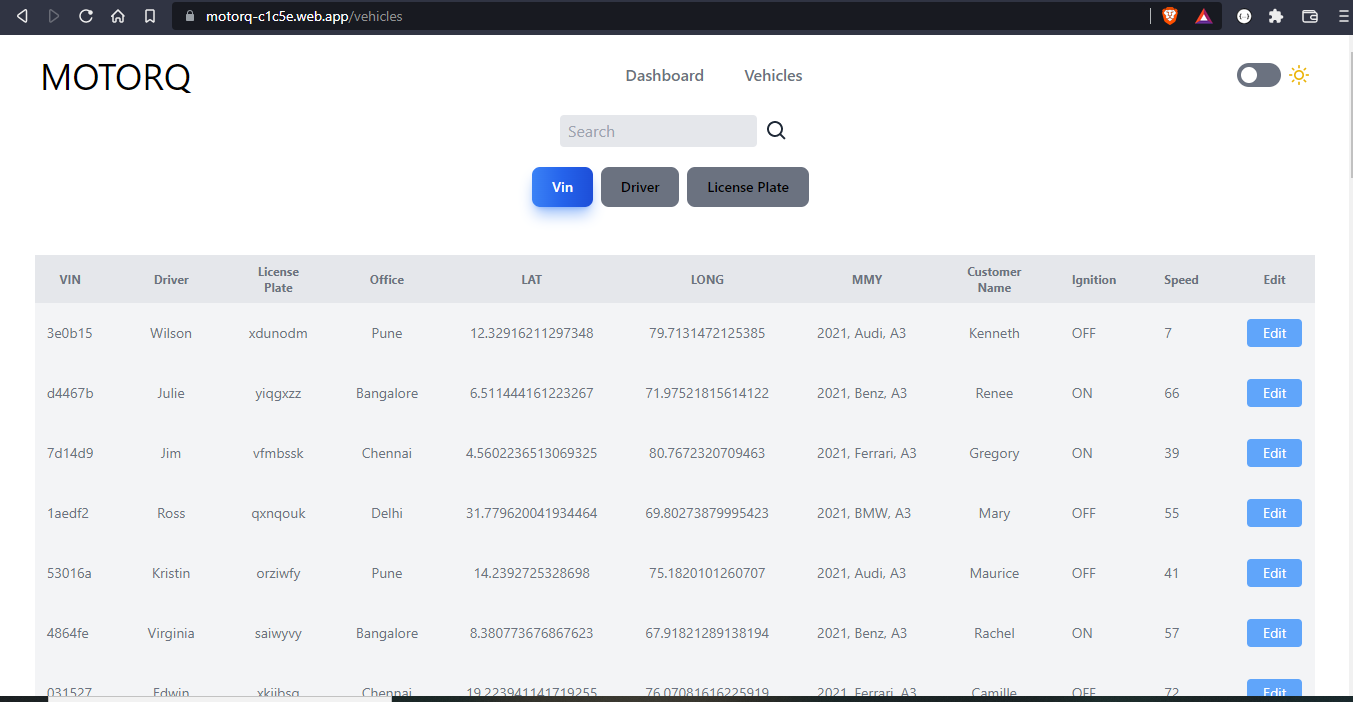 motorq-c1c5e.web.app/vehicles
MOTORQ
Dashboard Vehicles
Search
Vin Driver License Plate
VIN Driver License Plate Office LAT LONG MMY Customer Name Ignition Speed Edit
3e0b15 Wilson xdunodm Pune 12.32916211297348 79.7131472125385 2021, Audi, A3 Kenneth OFF 7 Edit
d4467b Julie yiqgxzz Bangalore 6.511444161223267 71.97521815614122 2021, Benz, A3 Renee ON 66 Edit
7d14d9 Jim vfmbssk Chennai 4.5602236513069325 80.7672320709463 2021, Ferrari, A3 Gregory ON 39 Edit
1aedf2 Ross qxnqouk Delhi 31.779620041934464 69.80273879995423 2021, BMW, A3 Mary OFF 55 Edit
53016a Kristin orziwfy Pune 14.2392725328698 75.1820101260707 2021, Audi, A3 Maurice OFF 41 Edit
4864fe Virginia saiwyvy Bangalore 8.380773676867623 67.91821289138194 2021, Benz, A3 Rachel ON 57 Edit
031527 Edwin Chennai 19.223941141719255 76.07081616225919 2021, Ferrari, A3 Camille OFF 72 Edit